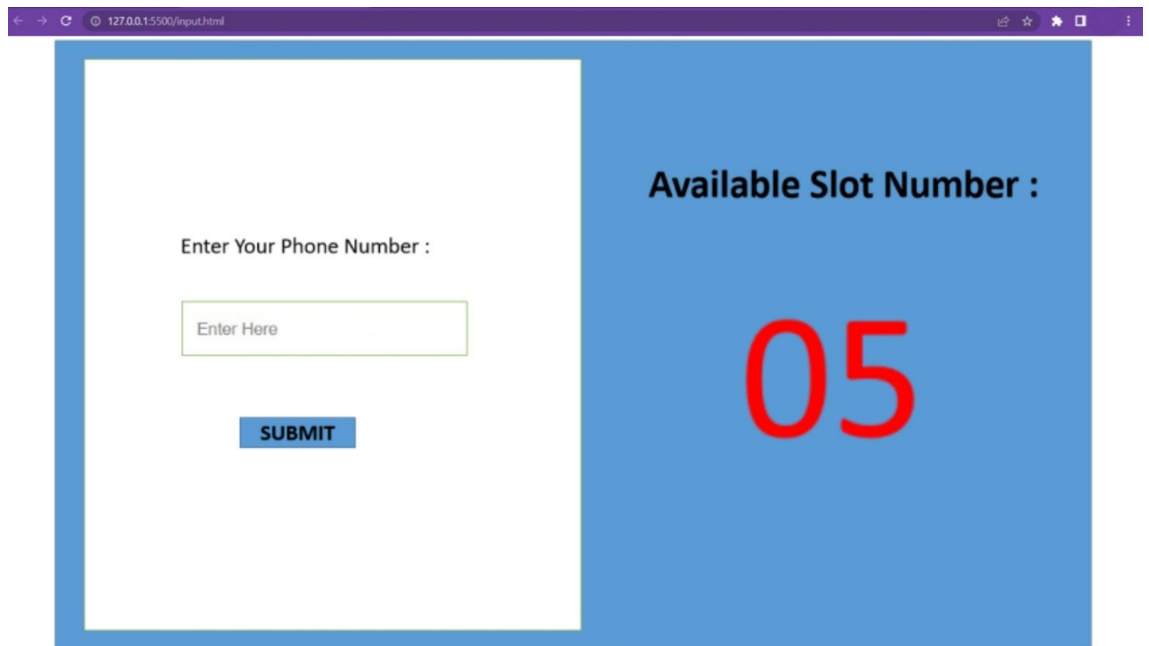 127.0.0.1:5500/input.html
Available Slot Number :
Enter Your Phone Number :
Enter Here
05
SUBMIT